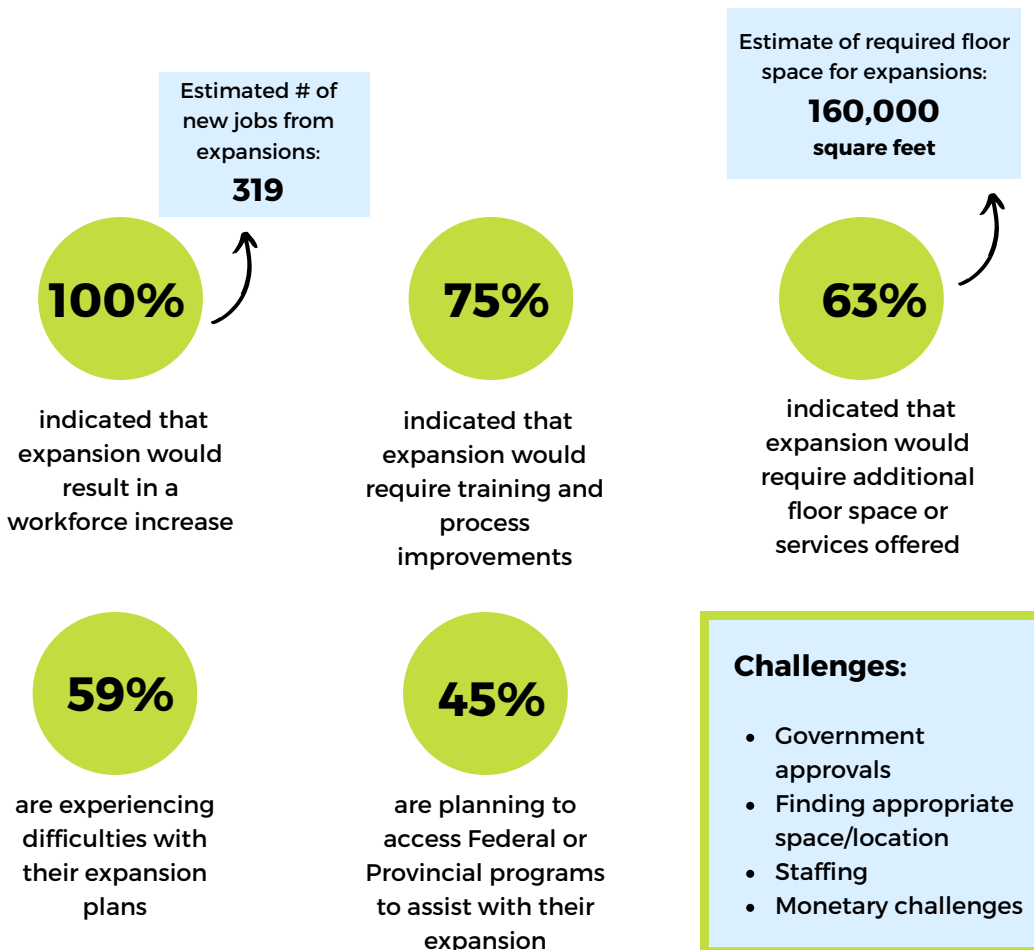 Estimated # of
new jobs from
expansions:
319
Estimate of required floor
space for expansions:
160,000
square feet
100%
indicated that
expansion would
result in a
workforce increase
75%
indicated that
expansion would
require training and
process
improvements
63%
indicated that
expansion would
require additional
floor space or
services offered
59%
are experiencing
difficulties with
their expansion
plans
45%
are planning to
access Federal or
Provincial programs
to assist with their
expansion
Challenges:
• Government
approvals
• Finding appropriate
space/location
• Staffing
• Monetary challenges